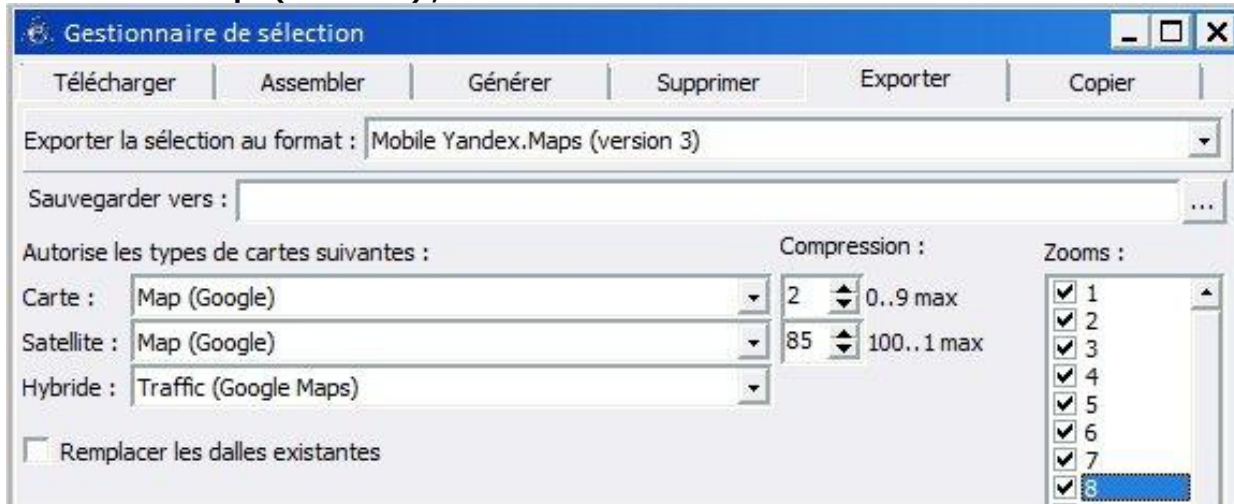 Gestionnaire de sélection
Télécharger Assembler Générer Supprimer Exporter Copier
Exporter la sélection au format : Mobile Yandex.Maps (version 3)
Sauvegarder vers : ...
Autorise les types de cartes suivantes : Compression : Zooms :
Carte : Map (Google) 2 0..9 max 1
2
Satellite : Map (Google) 85 100..1 max 3
4
Hybride : Traffic (Google Maps) 5
6
Remplacer les dalles existantes 7
8